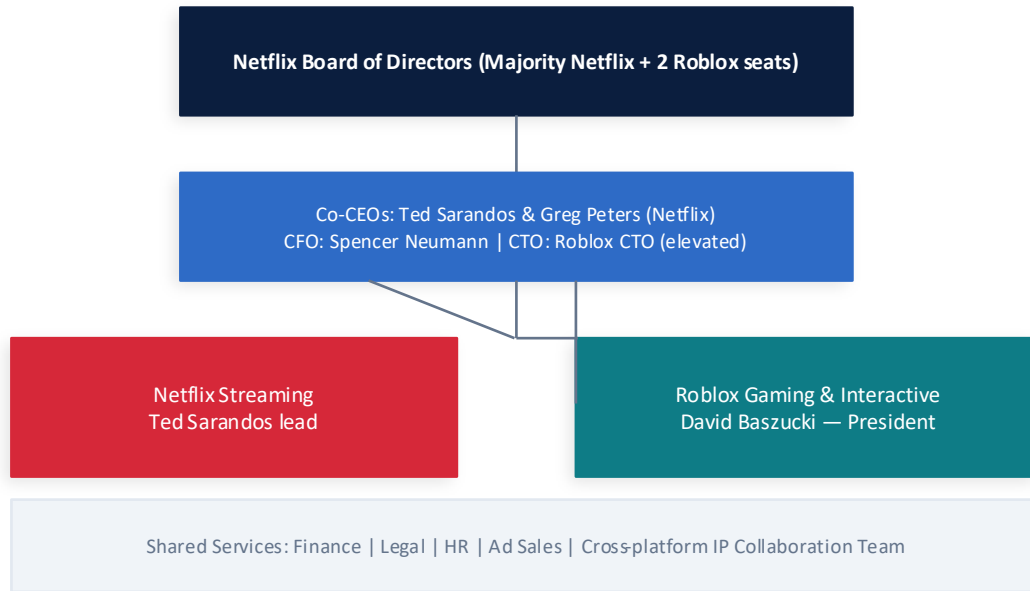 Netflix Board of Directors (Majority Netflix + 2 Roblox seats)
Co-CEOs: Ted Sarandos & Greg Peters (Netflix)
CFO: Spencer Neumann | CTO: Roblox CTO (elevated)
Netflix Streaming
Ted Sarandos lead
Roblox Gaming & Interactive
David Baszucki — President
Shared Services: Finance | Legal | HR | Ad Sales | Cross-platform IP Collaboration Team